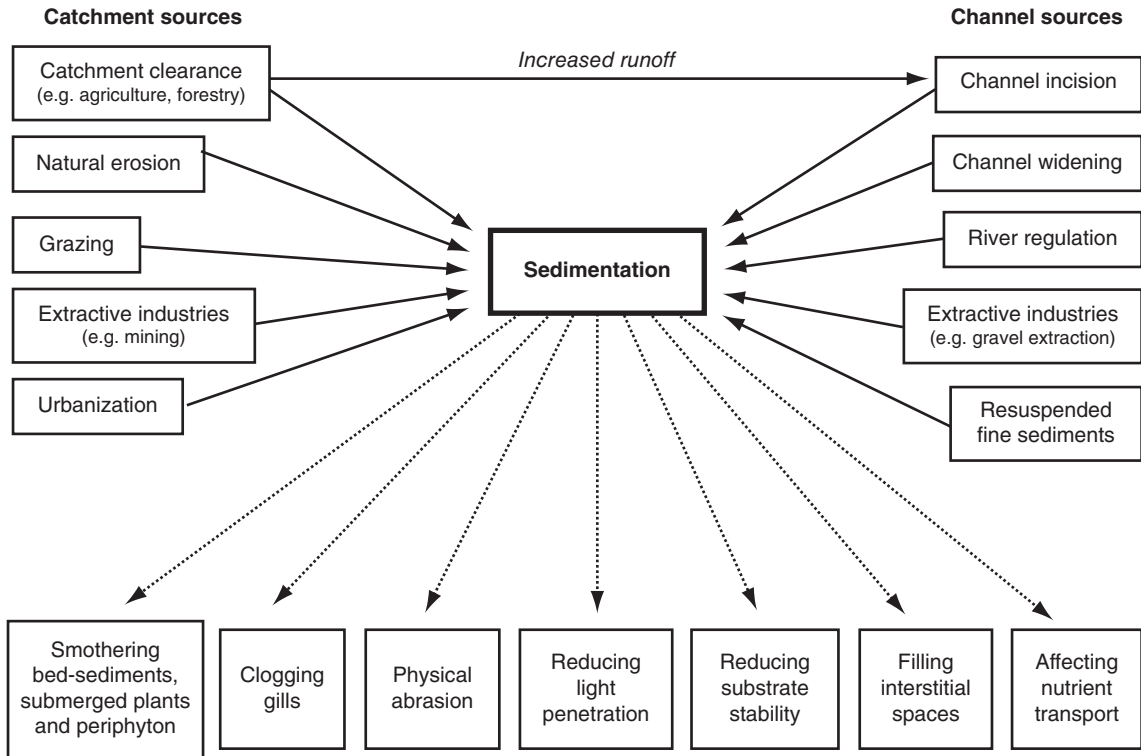 Catchment sources
Channel sources
Catchment clearance
(e.g. agriculture, forestry)
Increased runoff
Channel incision
Natural erosion
Channel widening
Grazing
River regulation
Sedimentation
Extractive industries
(e.g. mining)
Extractive industries
(e.g. gravel extraction)
Urbanization
Resuspended
fine sediments
Smothering
bed-sediments,
submerged plants
and periphyton
Clogging
gills
Physical
abrasion
Reducing
light
penetration
Reducing
substrate
stability
Filling
interstitial
spaces
Affecting
nutrient
transport